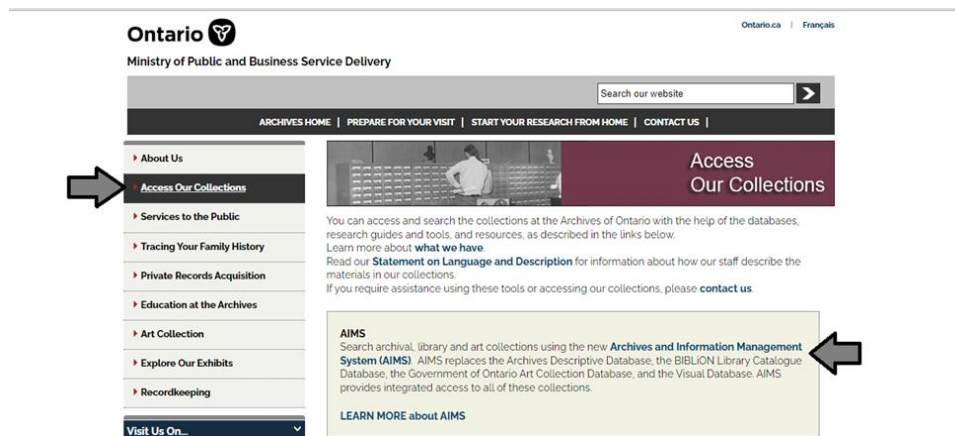 Ontario
Ontario.ca | Français
Ministry of Public and Business Service Delivery
Search our website
ARCHIVES HOME | PREPARE FOR YOUR VISIT | START YOUR RESEARCH FROM HOME | CONTACT US |
About Us
Access Our Collections
Services to the Public
Tracing Your Family History
Private Records Acquisition
Education at the Archives
Art Collection
Explore Our Exhibits
Recordkeeping
Visit Us On...
Access
Our Collections
You can access and search the collections at the Archives of Ontario with the help of the databases,
research guides and tools, and resources, as described in the links below.
Learn more about what we have.
Read our Statement on Language and Description for information about how our staff describe the
materials in our collections.
If you require assistance using these tools or accessing our collections, please contact us.
AIMS
Search archival, library and art collections using the new Archives and Information Management
System (AIMS). AIMS replaces the Archives Descriptive Database, the BIBLiON Library Catalogue
Database, the Government of Ontario Art Collection Database, and the Visual Database. AIMS
provides integrated access to all of these collections.
LEARN MORE about AIMS